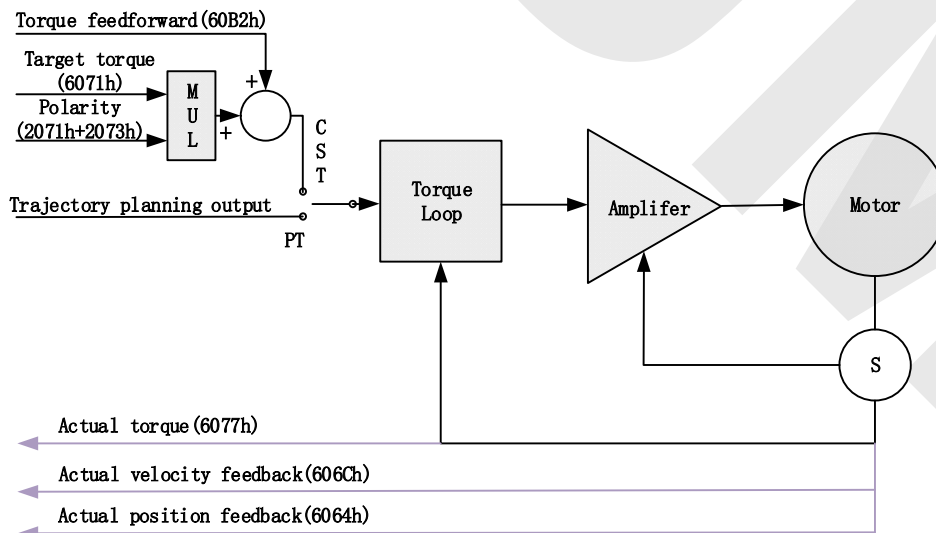 Torque feedforward(60B2h)
Target torque
(6071h)
Polarity
(2071h+2073h)
M
U
L
+
+
C
S
T
Trajectory planning output
PT
Torque
Loop
Amplifer
Motor
S
Actual torque(6077h)
Actual velocity feedback(606Ch)
Actual position feedback(6064h)